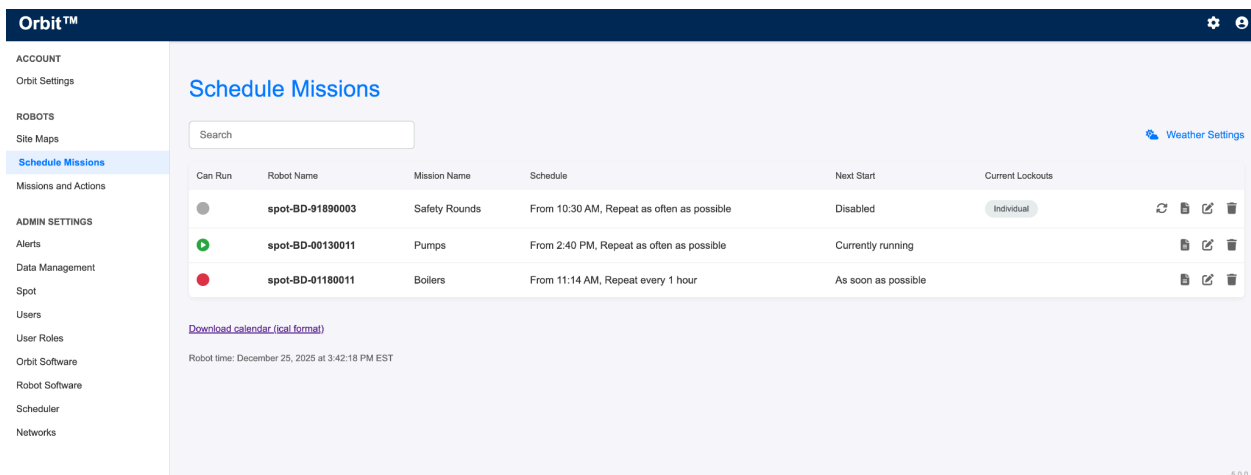 Orbit™
ACCOUNT
Orbit Settings
ROBOTS
Site Maps
Schedule Missions
Missions and Actions
ADMIN SETTINGS
Alerts
Data Management
Spot
Users
User Roles
Orbit Software
Robot Software
Scheduler
Networks
Schedule Missions
Search
Weather Settings
Can Run Robot Name Mission Name Schedule Next Start Current Lockouts
spot-BD-91890003 Safety Rounds From 10:30 AM, Repeat as often as possible Disabled Individual
spot-BD-00130011 Pumps From 2:40 PM, Repeat as often as possible Currently running
spot-BD-01180011 Boilers From 11:14 AM, Repeat every 1 hour As soon as possible
Download calendar (ical format)
Robot time: December 25, 2025 at 3:42:18 PM EST